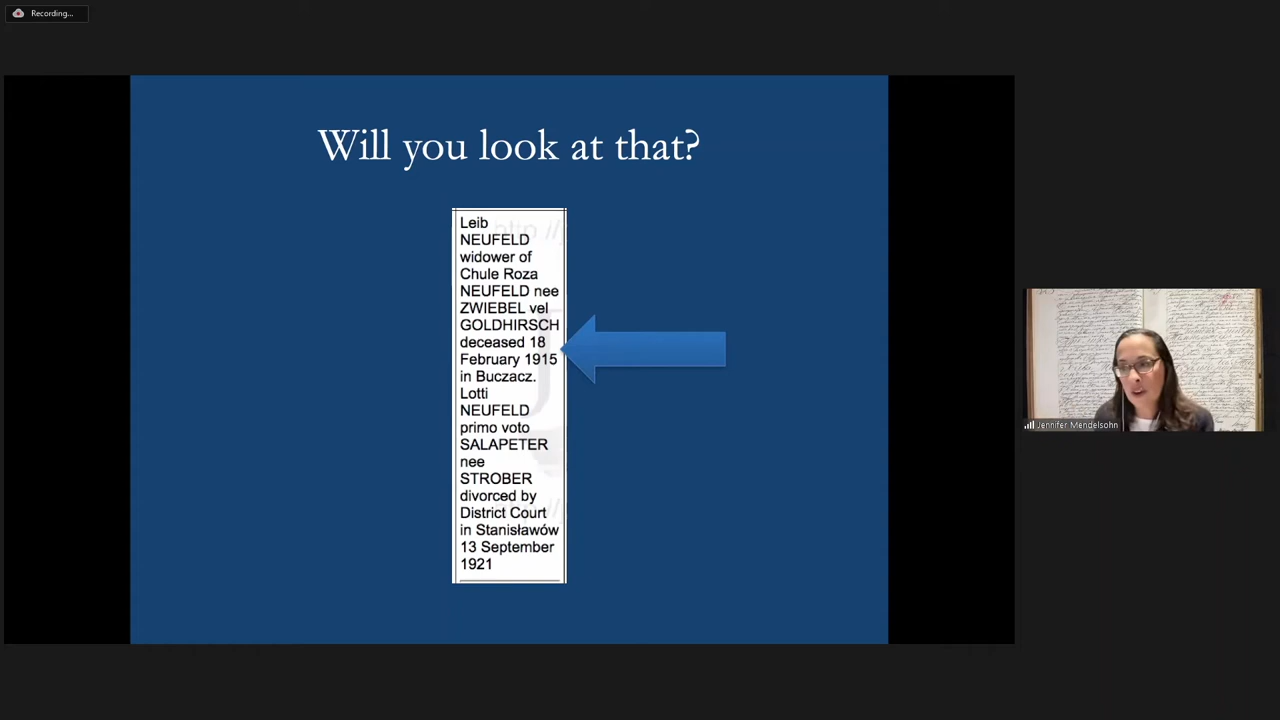 Recording...
Will you look at that?
Leib
NEUFELD
widower of
Chule Roza
NEUFELD nee
ZWIEBEL vel
GOLDHIRSCH
deceased 18
February 1915
in Buczacz.
Lotti
NEUFELD
primo voto
SALAPETER
nee
STROBER
divorced by
District Court
in Stanisławów
13 September
1921
Jennifer Mendelsohn